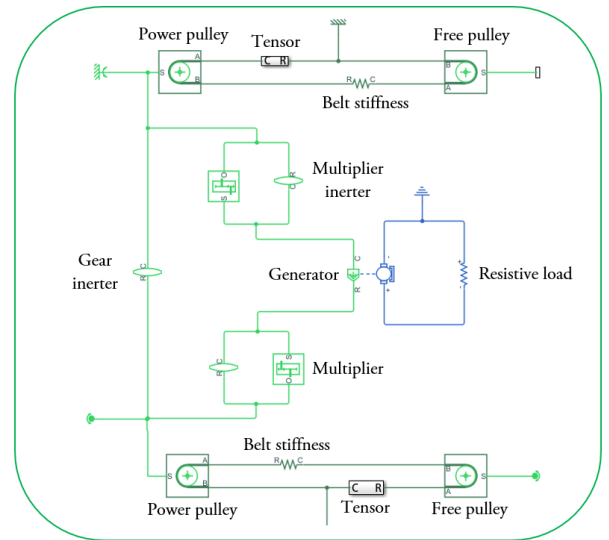 Power pulley
Tensor
Free pulley
A
C R
B
S
S
B
R C
A
Belt stiffness
O
S
Multiplier
inerter
R
C
Gear
inerter
C
R
Generator
C
R
-
+
+
-
Resistive load
R C
S
O
Multiplier
Belt stiffness
A
R C
B
S
S
B
C R
A
Power pulley
Tensor
Free pulley